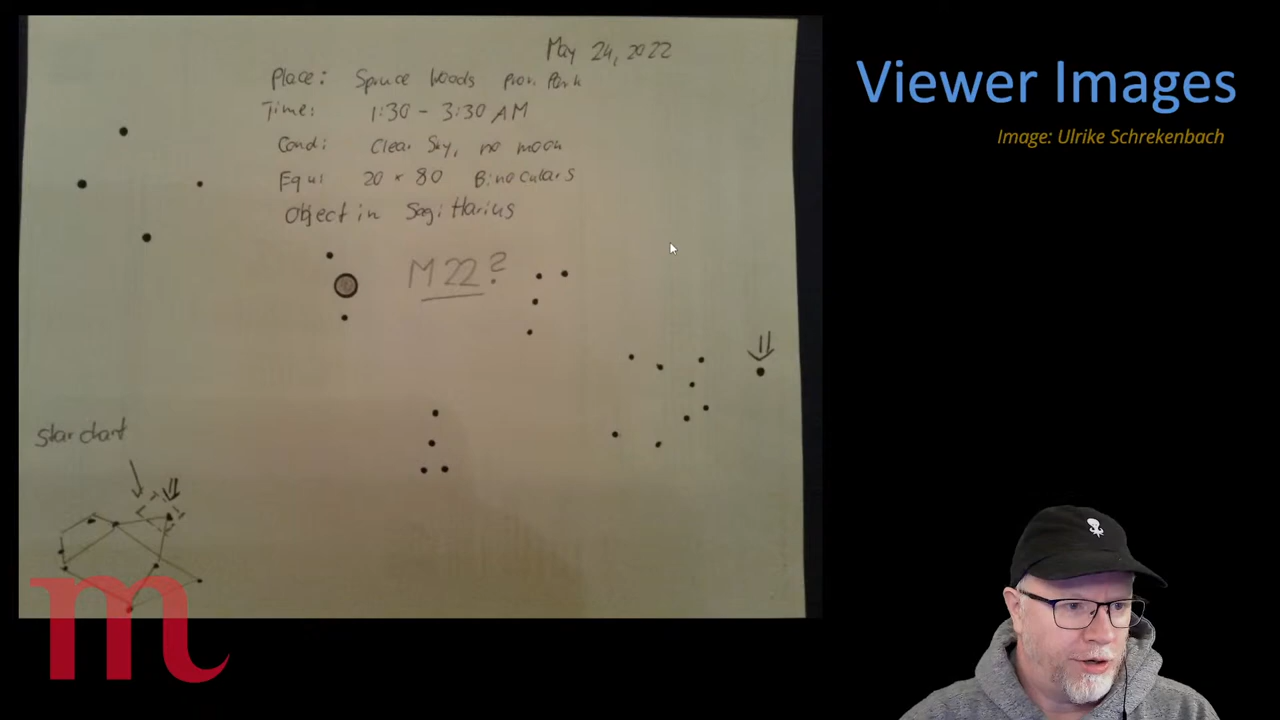 May 24, 2022
Place: Spruce Woods Prov. Park
Time: 1:30 - 3:30 AM
Cond: Clear Sky, no moon
Equi: 20 x 80 Binoculars
Object in Sagittarius
M22?
star chart
Viewer Images
Image: Ulrike Schrekenbach
m